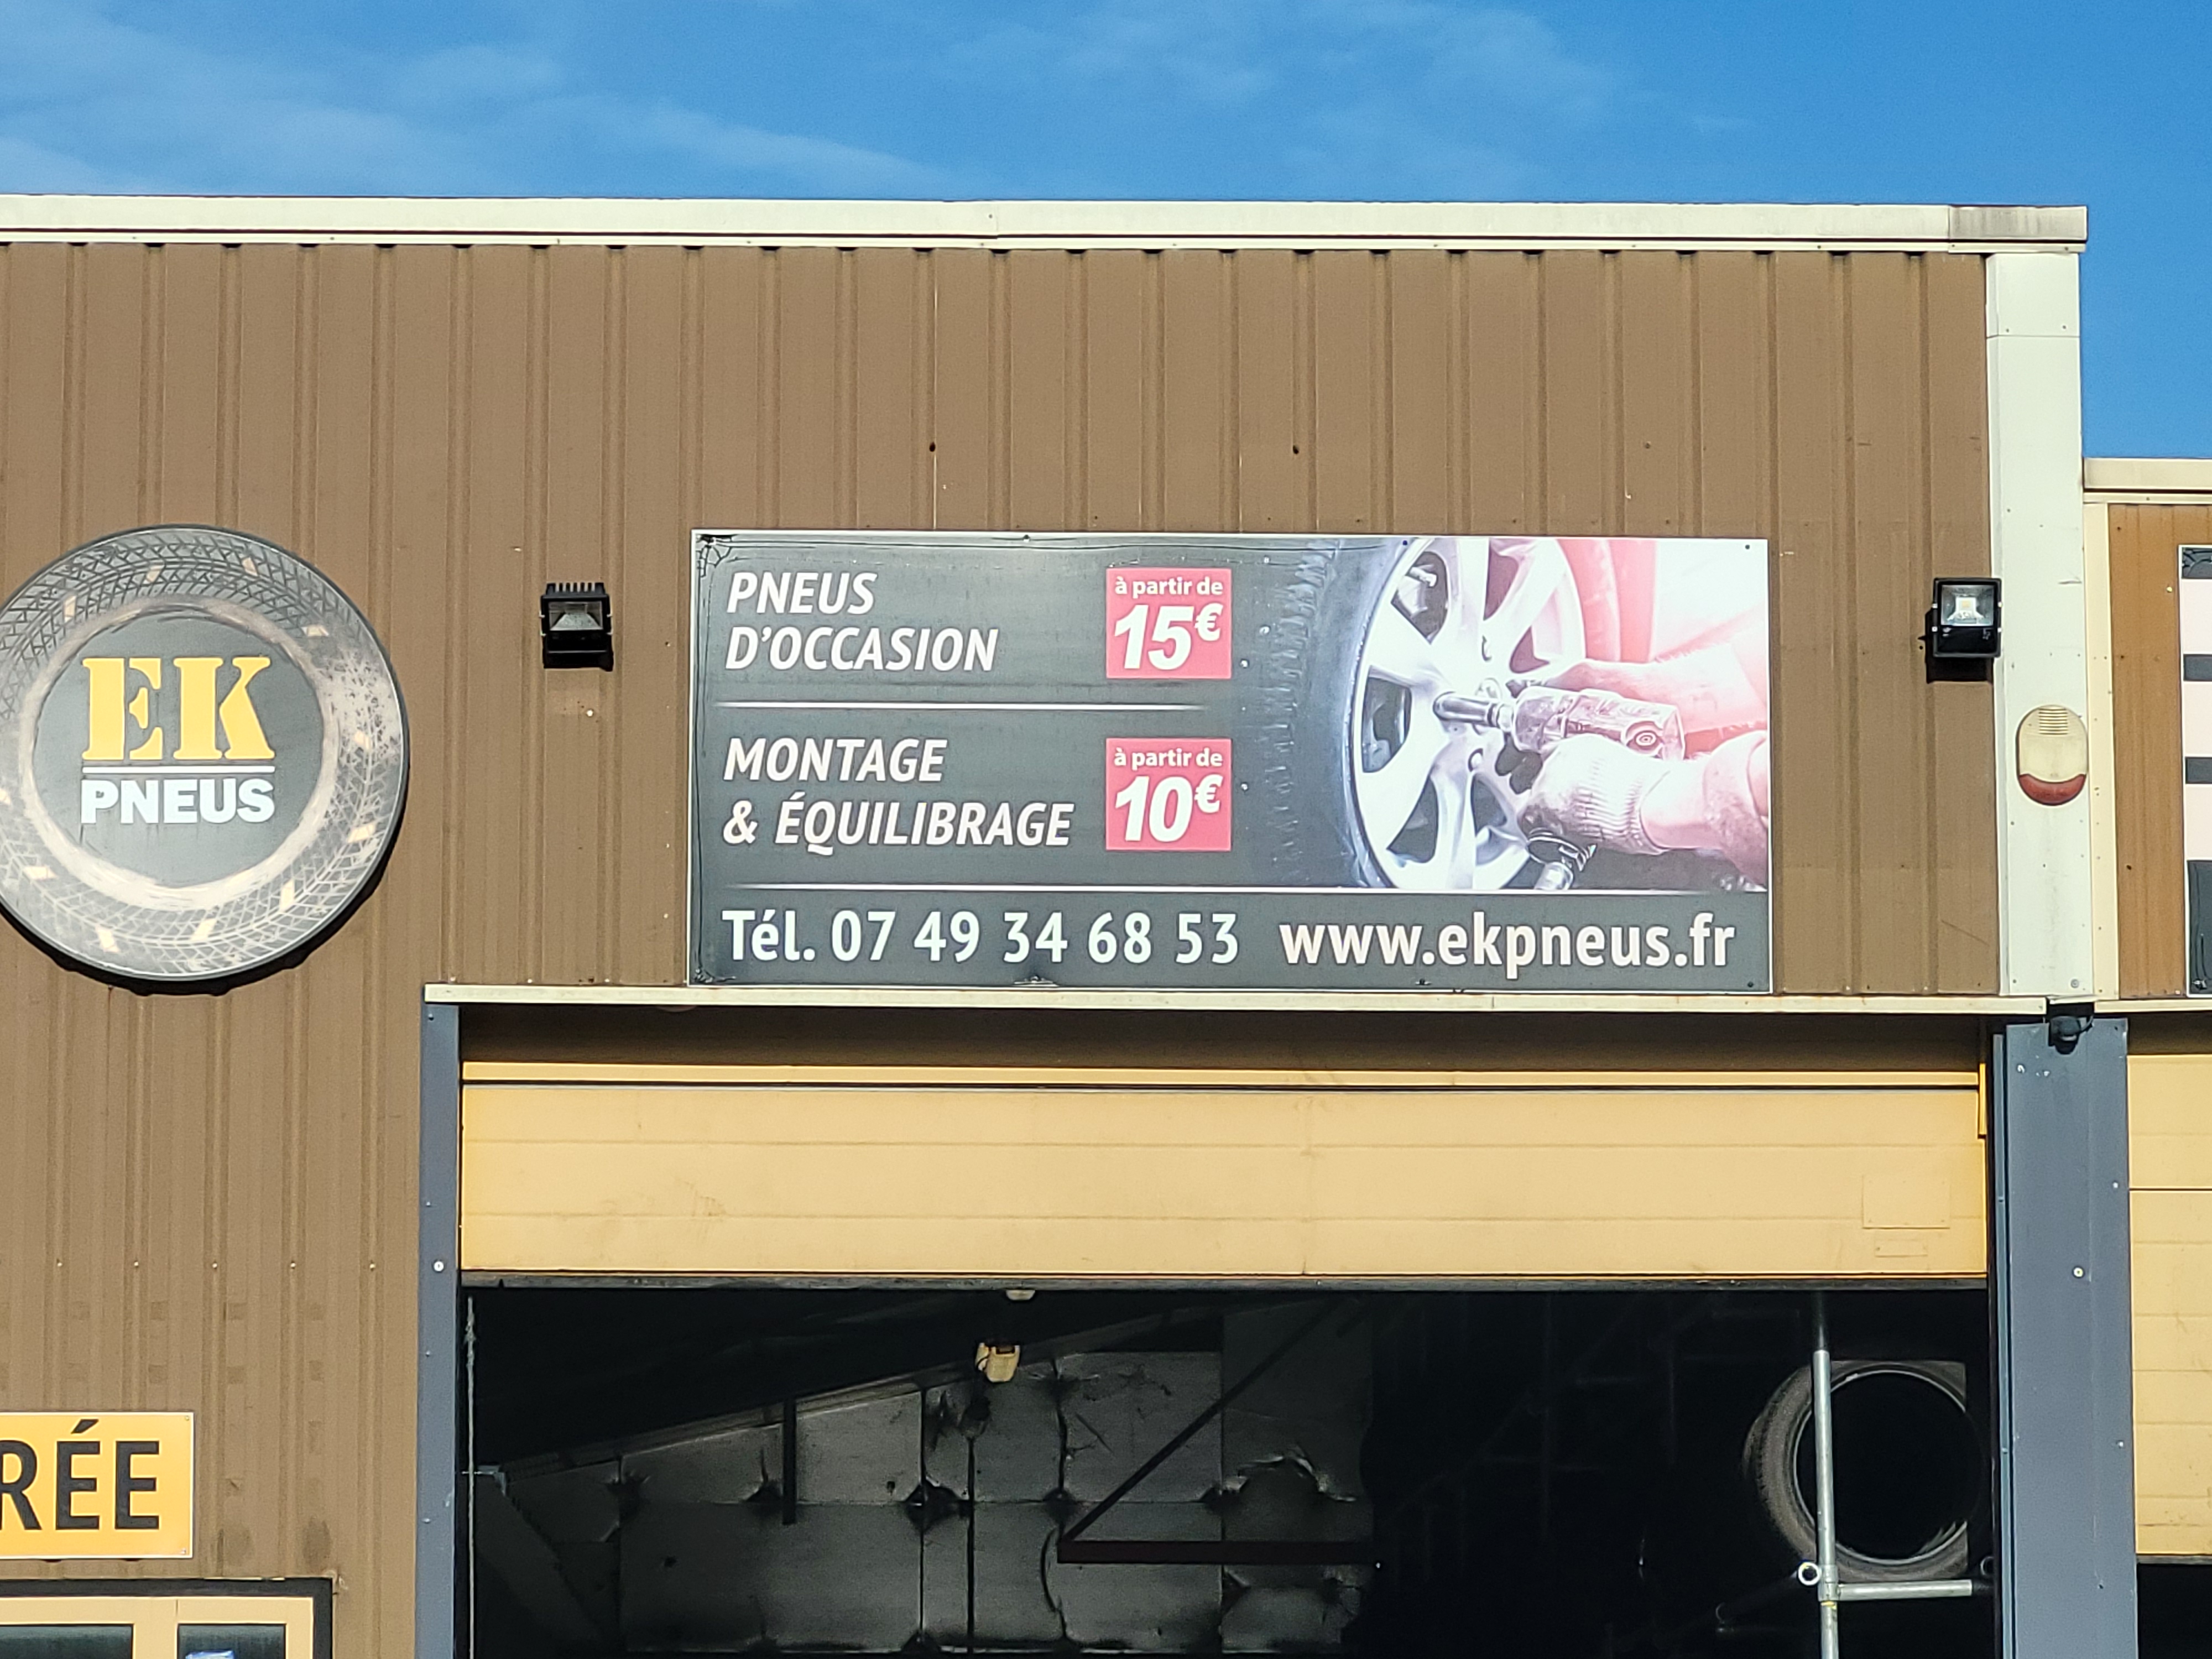 EK
PNEUS
PNEUS
D'OCCASION
à partir de
15€
MONTAGE
& ÉQUILIBRAGE
à partir de
10€
Tél. 07 49 34 68 53 www.ekpneus.fr
RÉE